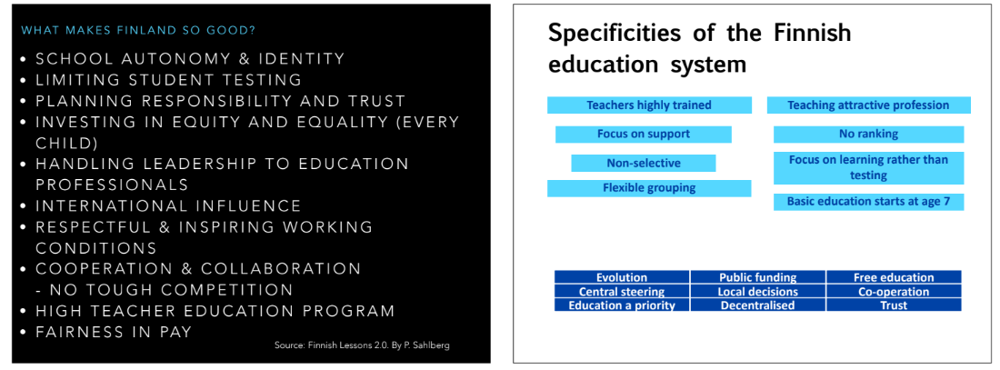 WHAT MAKES FINLAND SO GOOD?
• SCHOOL AUTONOMY & IDENTITY
• LIMITING STUDENT TESTING
• PLANNING RESPONSIBILITY AND TRUST
• INVESTING IN EQUITY AND EQUALITY (EVERY
CHILD)
• HANDLING LEADERSHIP TO EDUCATION
PROFESSIONALS
• INTERNATIONAL INFLUENCE
• RESPECTFUL & INSPIRING WORKING
CONDITIONS
• COOPERATION & COLLABORATION
- NO TOUGH COMPETITION
• HIGH TEACHER EDUCATION PROGRAM
• FAIRNESS IN PAY
Source: Finnish Lessons 2.0. By P. Sahlberg
Specificities of the Finnish
education system
Teachers highly trained
Focus on support
Non-selective
Flexible grouping
Teaching attractive profession
No ranking
Focus on learning rather than
testing
Basic education starts at age 7
Evolution Public funding Free education
Central steering Local decisions Co-operation
Education a priority Decentralised Trust